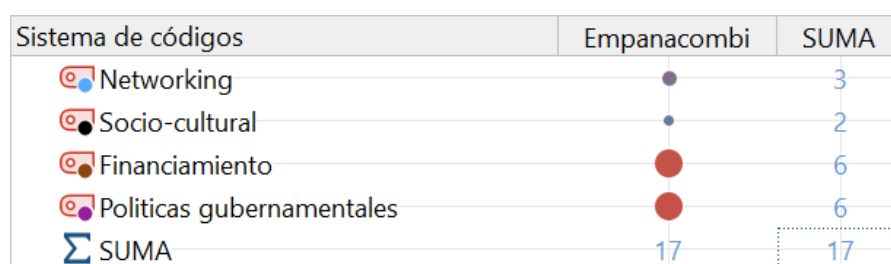 Sistema de códigos Empanacombi SUMA
Networking 3
Socio-cultural 2
Financiamiento 6
Politicas gubernamentales 6
Σ SUMA 17 17